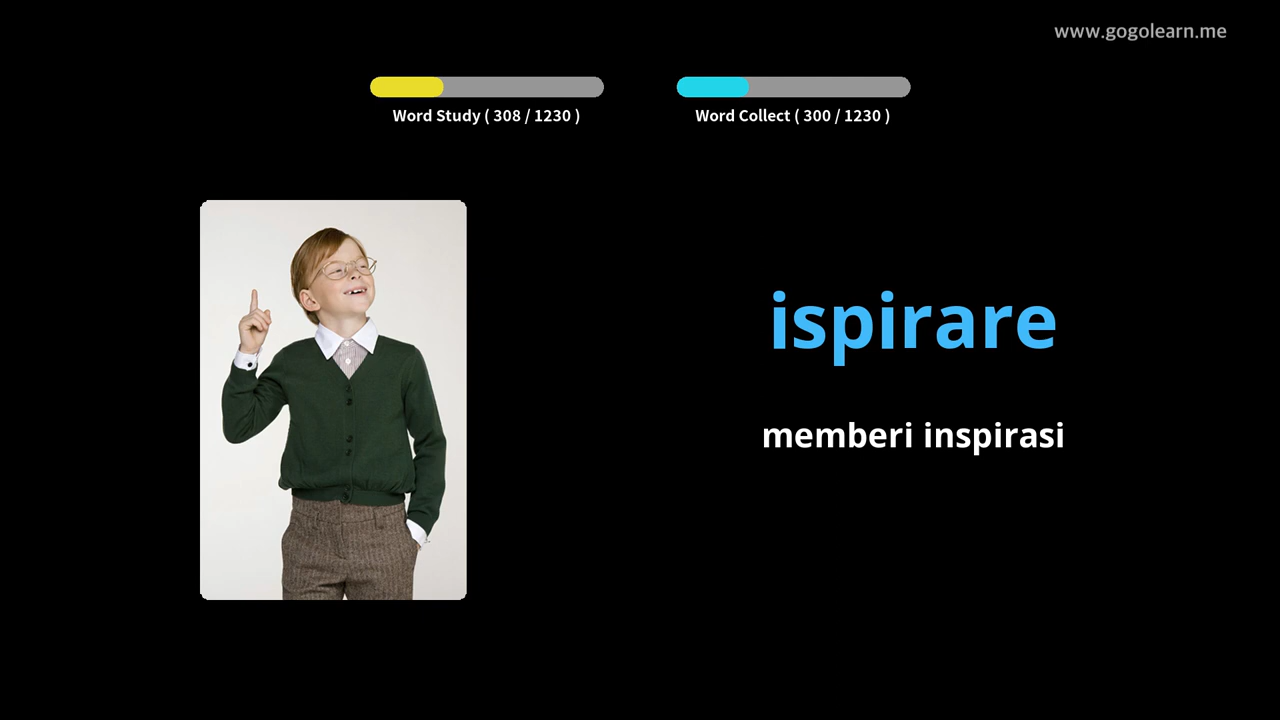 www.gogolearn.me
Word Study ( 308 / 1230 )
Word Collect ( 300 / 1230 )
ispirare
memberi inspirasi